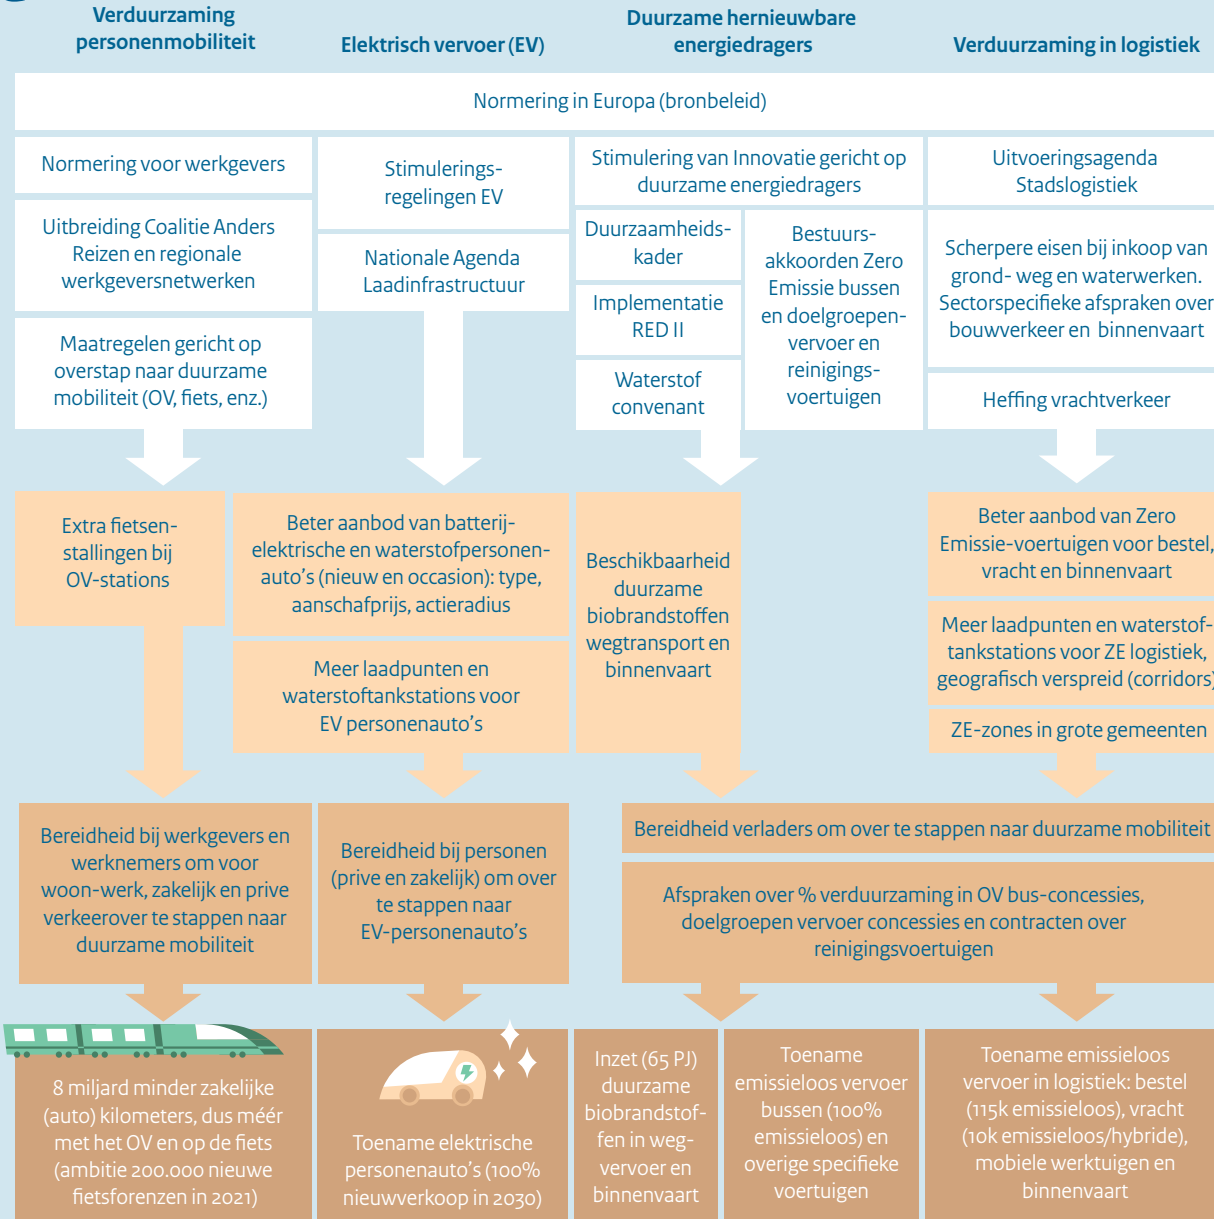 Verduurzaming
personenmobiliteit
Elektrisch vervoer (EV)
Duurzame hernieuwbare
energiedragers
Verduurzaming in logistiek
Normering in Europa (bronbeleid)
Normering voor werkgevers
Uitbreiding Coalitie Anders
Reizen en regionale
werkgeversnetwerken
Maatregelen gericht op
overstap naar duurzame
mobiliteit (OV, fiets, enz.)
Stimulerings-
regelingen EV
Nationale Agenda
Laadinfrastructuur
Stimulering van Innovatie gericht op
duurzame energiedragers
Duurzaamheids-
kader
Implementatie
RED II
Waterstof
convenant
Bestuurs-
akkoorden Zero
Emissie bussen
en doelgroepen-
vervoer en
reinigings-
voertuigen
Uitvoeringsagenda
Stadslogistiek
Scherpere eisen bij inkoop van
grond- weg en waterwerken.
Sectorspecifieke afspraken over
bouwverkeer en binnenvaart
Heffing vrachtverkeer
Extra fietsen-
stallingen bij
OV-stations
Beter aanbod van batterij-
elektrische en waterstofpersonen-
auto's (nieuw en occasion): type,
aanschafprijs, actieradius
Meer laadpunten en
waterstoftankstations voor
EV personenauto's
Beschikbaarheid
duurzame
biobrandstoffen
wegtransport en
binnenvaart
Beter aanbod van Zero
Emissie-voertuigen voor bestel,
vracht en binnenvaart
Meer laadpunten en waterstof-
tankstations voor ZE logistiek,
geografisch verspreid (corridors)
ZE-zones in grote gemeenten
Bereidheid bij werkgevers en
werknemers om voor
woon-werk, zakelijk en prive
verkeerover te stappen naar
duurzame mobiliteit
Bereidheid bij personen
(prive en zakelijk) om over
te stappen naar
EV-personenauto's
Bereidheid verladers om over te stappen naar duurzame mobiliteit
Afspraken over % verduurzaming in OV bus-concessies,
doelgroepen vervoer concessies en contracten over
reinigingsvoertuigen
8 miljard minder zakelijke
(auto) kilometers, dus méér
met het OV en op de fiets
(ambitie 200.000 nieuwe
fietsforenzen in 2021)
Toename elektrische
personenauto's (100%
nieuwverkoop in 2030)
Inzet (65 PJ)
duurzame
biobrandstof-
fen in weg-
vervoer en
binnenvaart
Toename
emissieloos vervoer
bussen (100%
emissieloos) en
overige specifieke
voertuigen
Toename emissieloos
vervoer in logistiek: bestel
(115k emissieloos), vracht
(10k emissieloos/hybride),
mobiele werktuigen en
binnenvaart